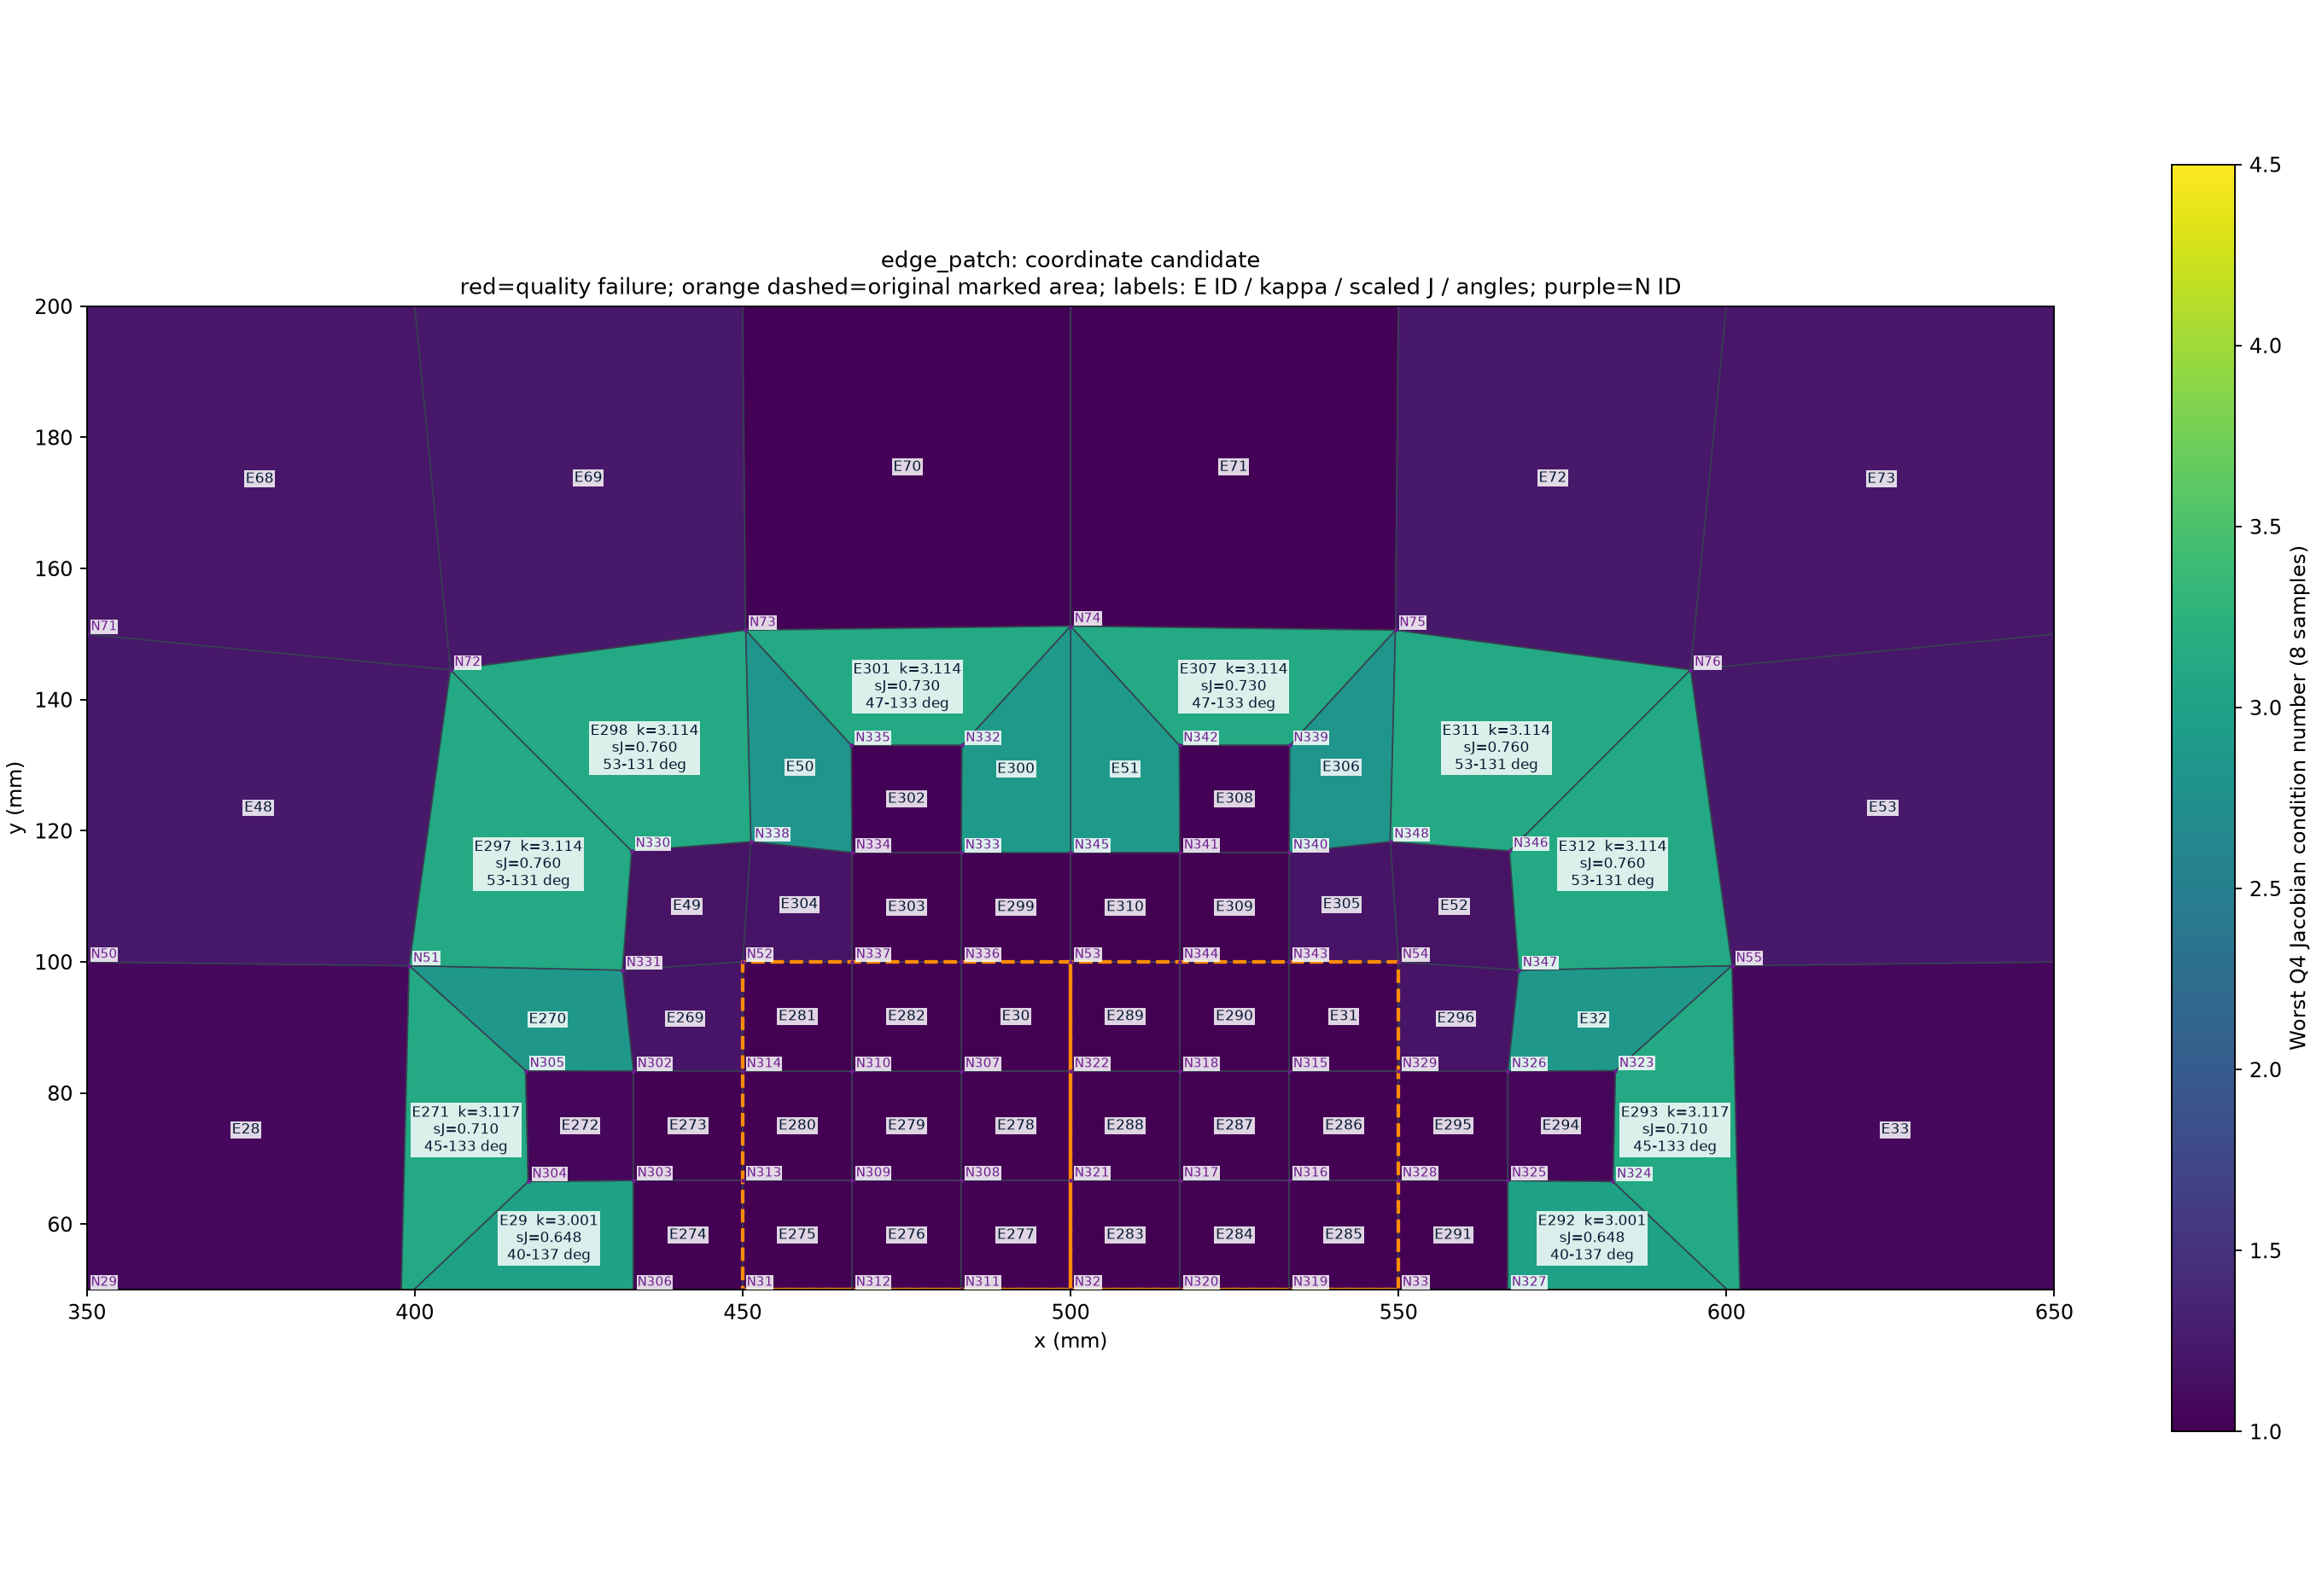 edge_patch: coordinate candidate
red=quality failure; orange dashed=original marked area; labels: E ID / kappa / scaled J / angles; purple=N ID
200
180
160
140
120
100
80
60
y (mm)
350
400
450
500
550
600
650
x (mm)
E68
E69
E70
E71
E72
E73
N71
N72
N73
N74
N75
N76
E301 k=3.114
sJ=0.730
47-133 deg
E307 k=3.114
sJ=0.730
47-133 deg
E298 k=3.114
sJ=0.760
53-131 deg
E311 k=3.114
sJ=0.760
53-131 deg
N335
N332
N342
N339
E50
E300
E51
E306
E302
E308
E48
E53
N330
N338
N334
N333
N345
N341
N340
N348
N346
E297 k=3.114
sJ=0.760
53-131 deg
E312 k=3.114
sJ=0.760
53-131 deg
E49
E304
E303
E299
E310
E309
E305
E52
N50
N51
N331
N52
N337
N336
N53
N344
N343
N54
N347
N55
E270
E269
E281
E282
E30
E289
E290
E31
E296
E32
N305
N302
N314
N310
N307
N322
N318
N315
N329
N326
N323
E28
E271 k=3.117
sJ=0.710
45-133 deg
E272
E273
E280
E279
E278
E288
E287
E286
E295
E294
E293 k=3.117
sJ=0.710
45-133 deg
E33
N304
N303
N313
N309
N308
N321
N317
N316
N328
N325
N324
E29 k=3.001
sJ=0.648
40-137 deg
E274
E275
E276
E277
E283
E284
E285
E291
E292 k=3.001
sJ=0.648
40-137 deg
N29
N306
N31
N312
N311
N32
N320
N319
N33
N327
4.5
4.0
3.5
3.0
2.5
2.0
1.5
1.0
Worst Q4 Jacobian condition number (8 samples)